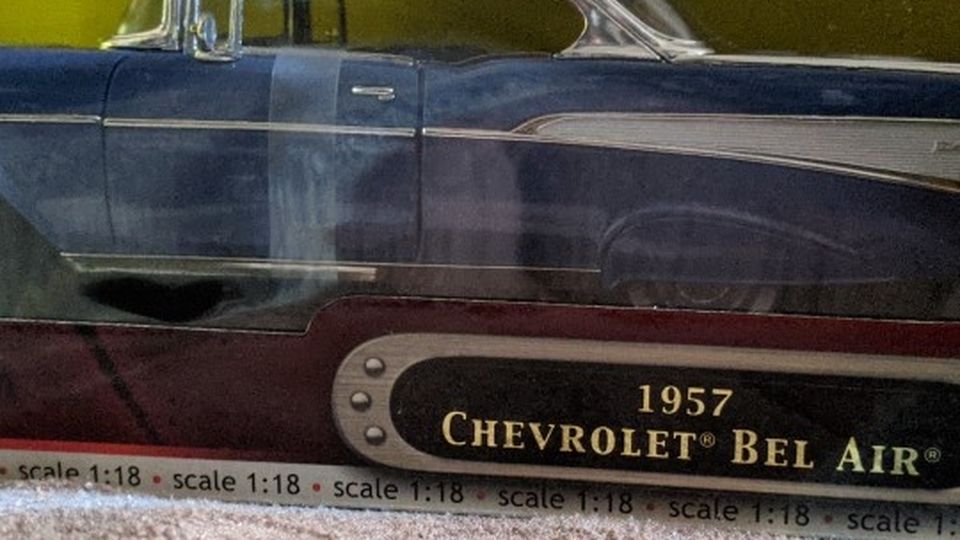 1957
CHEVROLET® BEL AIR®
scale 1:18 • scale 1:18 • scale 1:18 • scale 1:18 • scale 1:18 • scale 1: